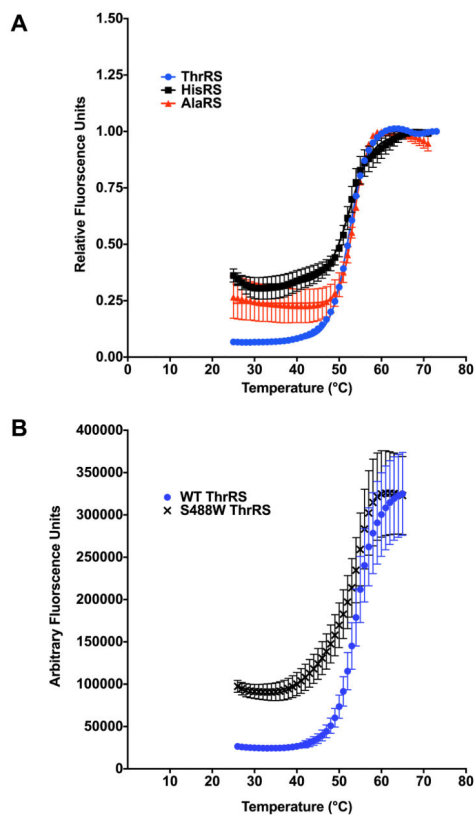 A
1.50
1.25
1.00
0.75
0.50
0.25
0.00
Relative Fluorescence Units
ThrRS
HisRS
AlaRS
0 10 20 30 40 50 60 70 80
Temperature (°C)
B
400000
350000
300000
250000
200000
150000
100000
50000
0
Arbitrary Fluorescence Units
WT ThrRS
S488W ThrRS
10 20 30 40 50 60 70 80
Temperature (°C)